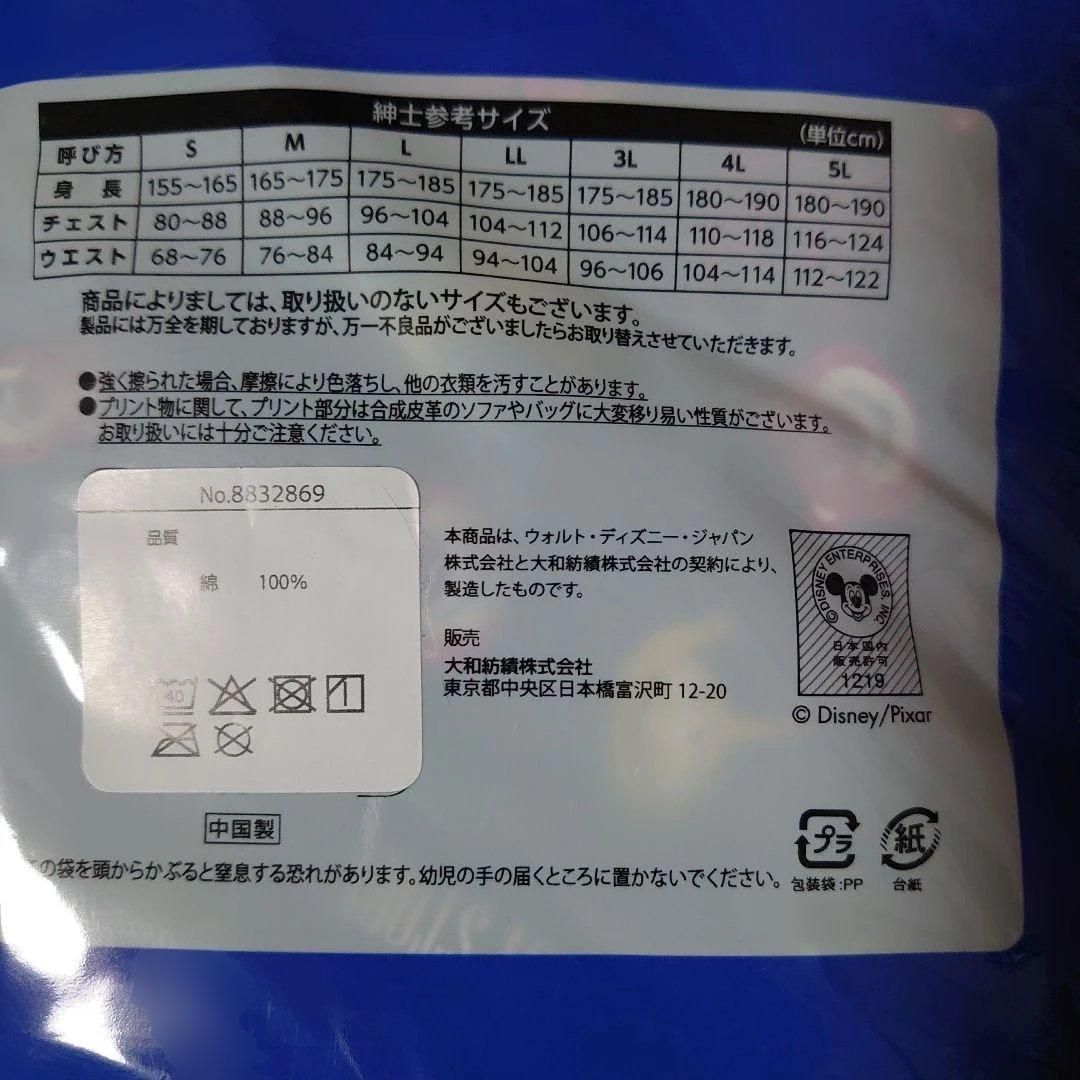 紳士参考サイズ
(単位cm)
呼び方 S M L LL 3L 4L 5L
身 長 155～165 165～175 175～185 175～185 175～185 180～190 180～190
チェスト 80～88 88～96 96～104 104～112 106～114 110～118 116～124
ウエスト 68～76 76～84 84～94 94～104 96～106 104～114 112～122
商品によりましては、取り扱いのないサイズもございます。
製品には万全を期しておりますが、万一不良品がございましたらお取り替えさせていただきます。
●強く擦られた場合、摩擦により色落ちし、他の衣類を汚すことがあります。
●プリント物に関して、プリント部分は合成皮革のソファやバッグに大変移り易い性質がございます。
お取り扱いには十分ご注意ください。
No.8832869
品質
綿 100%
40
本商品は、ウォルト・ディズニー・ジャパン
株式会社と大和紡績株式会社の契約により、
製造したものです。
販売
大和紡績株式会社
東京都中央区日本橋富沢町 12-20
©DISNEY ENTERPRISES, INC.
日本国内
販売許可
1219
© Disney/Pixar
中国製
の袋を頭からかぶると窒息する恐れがあります。幼児の手の届くところに置かないでください。
プラ
包装袋:PP
紙
台紙